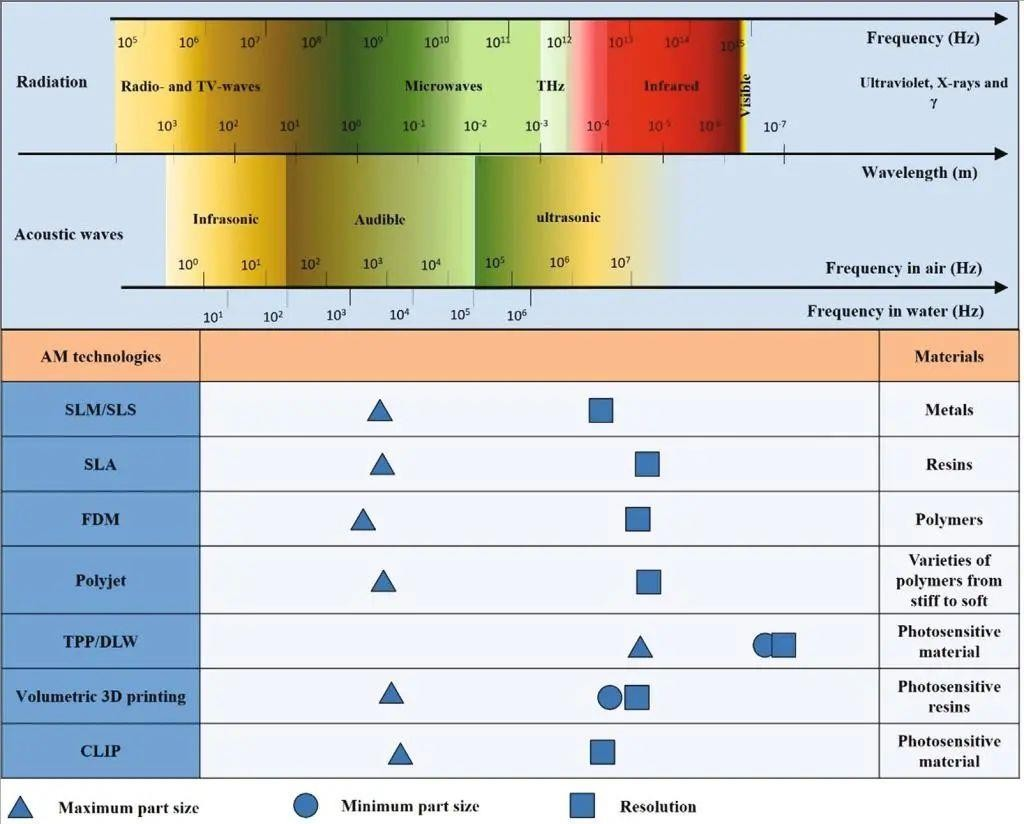 10⁵ 10⁶ 10⁷ 10⁸ 10⁹ 10¹⁰ 10¹¹ 10¹² 10¹³ 10¹⁴ 10¹⁵
Frequency (Hz)
Radiation
Radio- and TV-waves
Microwaves
THz
Infrared
Visible
Ultraviolet, X-rays and
γ
10³ 10² 10¹ 10⁰ 10⁻¹ 10⁻² 10⁻³ 10⁻⁴ 10⁻⁵ 10⁻⁶ 10⁻⁷
Wavelength (m)
Acoustic waves
Infrasonic
Audible
ultrasonic
10⁰ 10¹ 10² 10³ 10⁴ 10⁵ 10⁶ 10⁷
Frequency in air (Hz)
10¹ 10² 10³ 10⁴ 10⁵ 10⁶
Frequency in water (Hz)
AM technologies
Materials
SLM/SLS
Metals
SLA
Resins
FDM
Polymers
Polyjet
Varieties of
polymers from
stiff to soft
TPP/DLW
Photosensitive
material
Volumetric 3D printing
Photosensitive
resins
CLIP
Photosensitive
material
Maximum part size
Minimum part size
Resolution